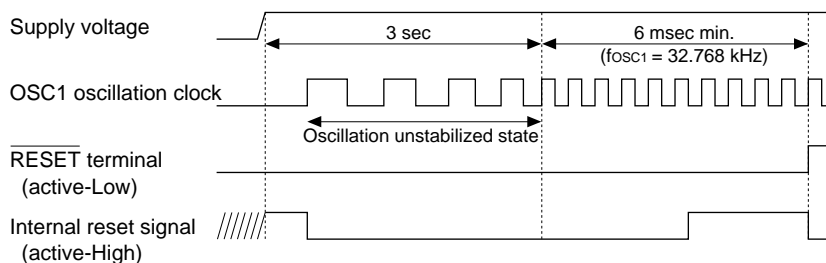 Supply voltage
3 sec
6 msec min.
(fOSC1 = 32.768 kHz)
OSC1 oscillation clock
Oscillation unstabilized state
RESET terminal
(active-Low)
Internal reset signal
(active-High)